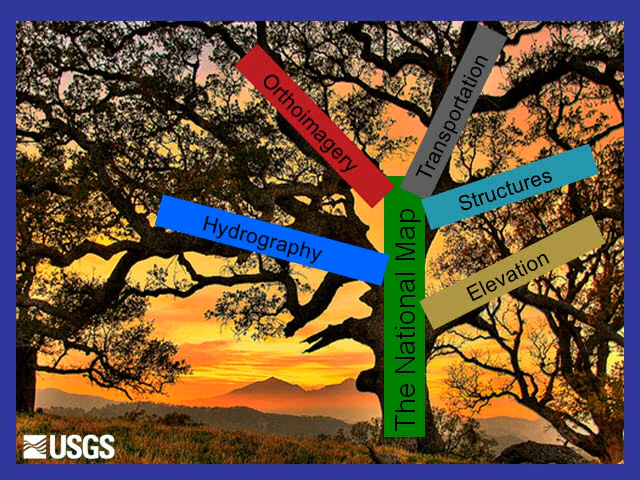 Orthoimagery
Transportation
Structures
Hydrography
Elevation
The National Map
USGS